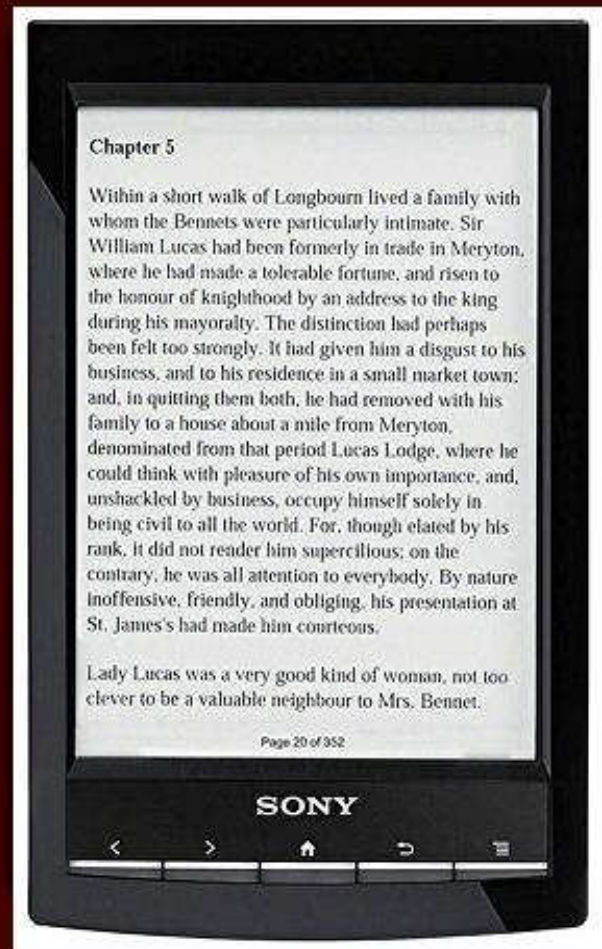 Chapter 5
Within a short walk of Longbourn lived a family with
whom the Bennets were particularly intimate. Sir
William Lucas had been formerly in trade in Meryton,
where he had made a tolerable fortune, and risen to
the honour of knighthood by an address to the king
during his mayoralty. The distinction had perhaps
been felt too strongly. It had given him a disgust to his
business, and to his residence in a small market town;
and, in quitting them both, he had removed with his
family to a house about a mile from Meryton,
denominated from that period Lucas Lodge, where he
could think with pleasure of his own importance, and,
unshackled by business, occupy himself solely in
being civil to all the world. For, though elated by his
rank, it did not render him supercilious; on the
contrary, he was all attention to everybody. By nature
inoffensive, friendly, and obliging, his presentation at
St. James's had made him courteous.
Lady Lucas was a very good kind of woman, not too
clever to be a valuable neighbour to Mrs. Bennet.
Page 20 of 352
SONY